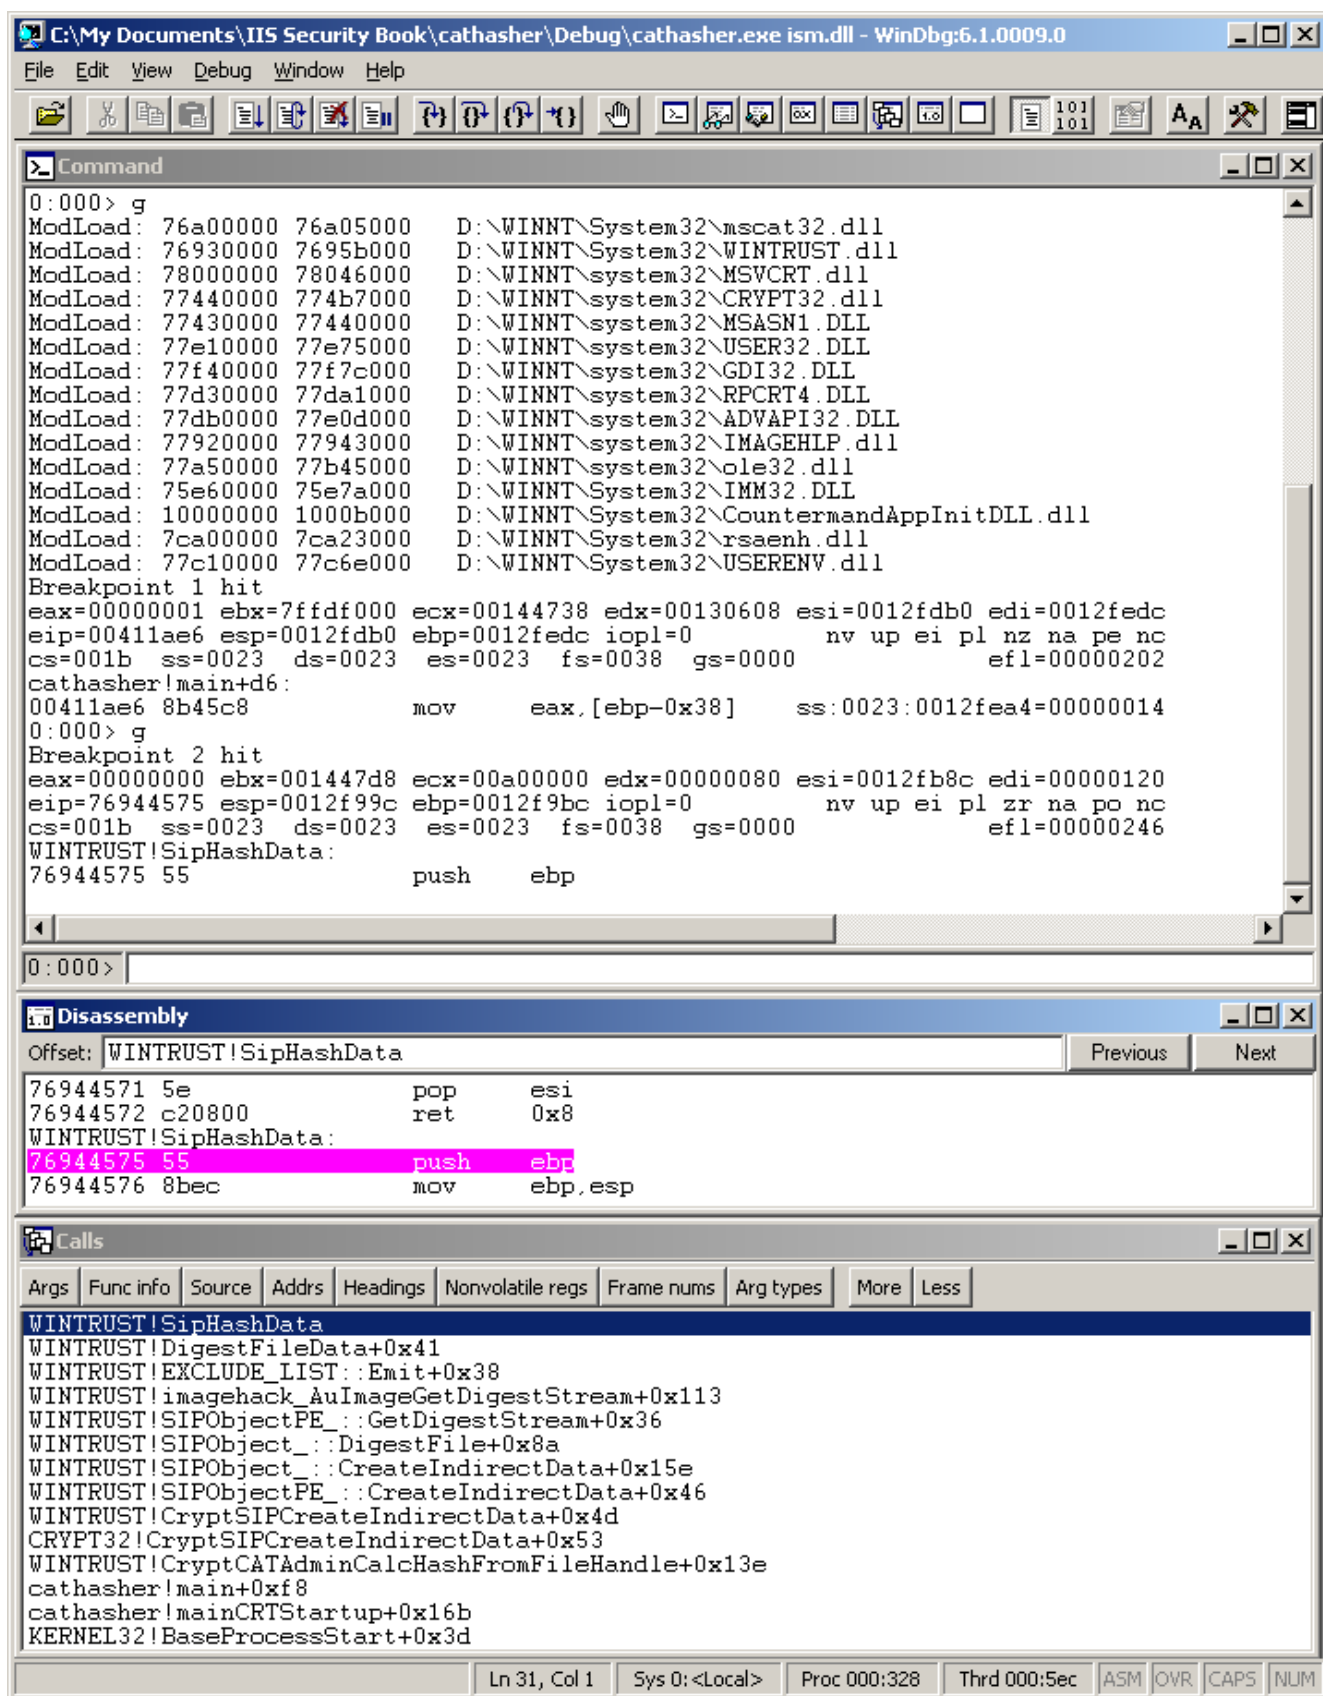 C:\My Documents\IIS Security Book\cathasher\Debug\cathasher.exe ism.dll - WinDbg:6.1.0009.0
File Edit View Debug Window Help
101
101
Command
0:000> g
ModLoad: 76a00000 76a05000   D:\WINNT\System32\mscat32.dll
ModLoad: 76930000 7695b000   D:\WINNT\System32\WINTRUST.dll
ModLoad: 78000000 78046000   D:\WINNT\system32\MSVCRT.dll
ModLoad: 77440000 774b7000   D:\WINNT\system32\CRYPT32.dll
ModLoad: 77430000 77440000   D:\WINNT\system32\MSASN1.DLL
ModLoad: 77e10000 77e75000   D:\WINNT\system32\USER32.DLL
ModLoad: 77f40000 77f7c000   D:\WINNT\system32\GDI32.DLL
ModLoad: 77d30000 77da1000   D:\WINNT\system32\RPCRT4.DLL
ModLoad: 77db0000 77e0d000   D:\WINNT\system32\ADVAPI32.DLL
ModLoad: 77920000 77943000   D:\WINNT\system32\IMAGEHLP.dll
ModLoad: 77a50000 77b45000   D:\WINNT\system32\ole32.dll
ModLoad: 75e60000 75e7a000   D:\WINNT\System32\IMM32.DLL
ModLoad: 10000000 1000b000   D:\WINNT\System32\CountermandAppInitDLL.dll
ModLoad: 7ca00000 7ca23000   D:\WINNT\System32\rsaenh.dll
ModLoad: 77c10000 77c6e000   D:\WINNT\System32\USERENV.dll
Breakpoint 1 hit
eax=00000001 ebx=7ffdf000 ecx=00144738 edx=00130608 esi=0012fdb0 edi=0012fedc
eip=00411ae6 esp=0012fdb0 ebp=0012fedc iopl=0         nv up ei pl nz na pe nc
cs=001b  ss=0023  ds=0023  es=0023  fs=0038  gs=0000             efl=00000202
cathasher!main+d6:
00411ae6 8b45c8          mov     eax,[ebp-0x38]    ss:0023:0012fea4=00000014
0:000> g
Breakpoint 2 hit
eax=00000000 ebx=001447d8 ecx=00a00000 edx=00000080 esi=0012fb8c edi=00000120
eip=76944575 esp=0012f99c ebp=0012f9bc iopl=0         nv up ei pl zr na po nc
cs=001b  ss=0023  ds=0023  es=0023  fs=0038  gs=0000             efl=00000246
WINTRUST!SipHashData:
76944575 55              push    ebp
0:000>
Disassembly
Offset: WINTRUST!SipHashData Previous Next
76944571 5e              pop     esi
76944572 c20800          ret     0x8
WINTRUST!SipHashData:
76944575 55              push    ebp
76944576 8bec            mov     ebp,esp
Calls
Args Func info Source Addrs Headings Nonvolatile regs Frame nums Arg types More Less
WINTRUST!SipHashData
WINTRUST!DigestFileData+0x41
WINTRUST!EXCLUDE_LIST::Emit+0x38
WINTRUST!imagehack_AuImageGetDigestStream+0x113
WINTRUST!SIPObjectPE_::GetDigestStream+0x36
WINTRUST!SIPObject_::DigestFile+0x8a
WINTRUST!SIPObject_::CreateIndirectData+0x15e
WINTRUST!SIPObjectPE_::CreateIndirectData+0x46
WINTRUST!CryptSIPCreateIndirectData+0x4d
CRYPT32!CryptSIPCreateIndirectData+0x53
WINTRUST!CryptCATAdminCalcHashFromFileHandle+0x13e
cathasher!main+0xf8
cathasher!mainCRTStartup+0x16b
KERNEL32!BaseProcessStart+0x3d
Ln 31, Col 1 Sys 0:<Local> Proc 000:328 Thrd 000:5ec ASM OVR CAPS NUM